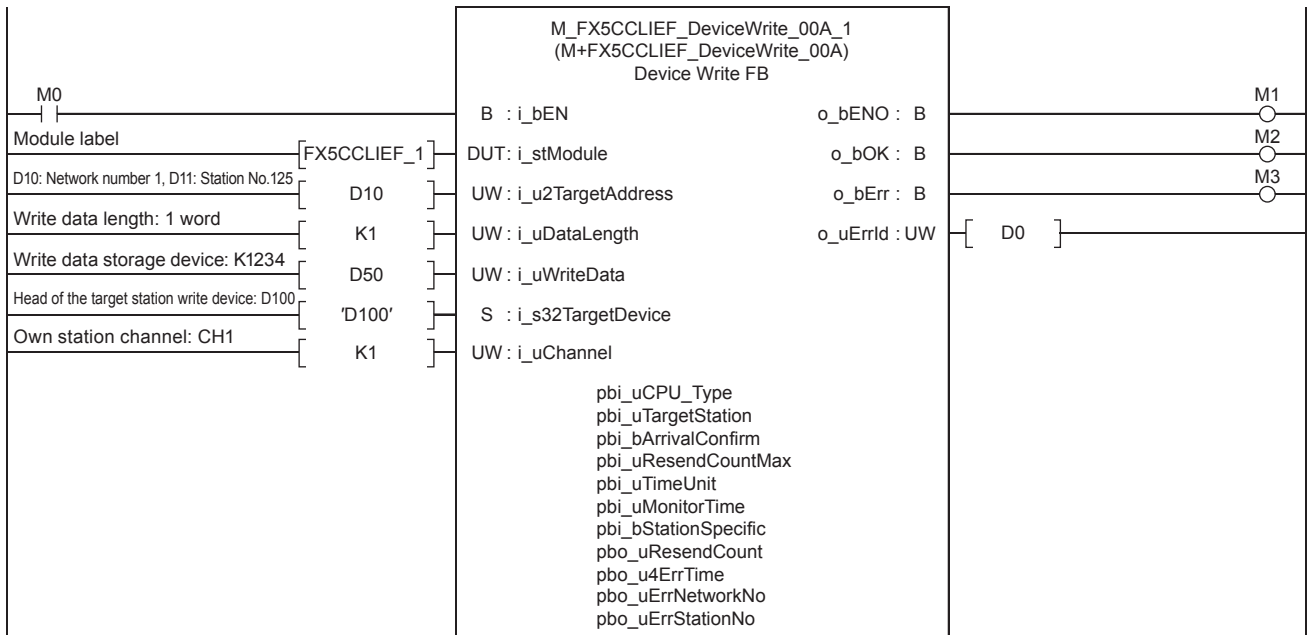 M_FX5CCLIEF_DeviceWrite_00A_1
(M+FX5CCLIEF_DeviceWrite_00A)
Device Write FB
M0
B : i_bEN
o_bENO : B
M1
Module label
FX5CCLIEF_1
DUT: i_stModule
o_bOK : B
M2
D10: Network number 1, D11: Station No.125
D10
UW : i_u2TargetAddress
o_bErr : B
M3
Write data length: 1 word
K1
UW : i_uDataLength
o_uErrId : UW
D0
Write data storage device: K1234
D50
UW : i_uWriteData
Head of the target station write device: D100
'D100'
S : i_s32TargetDevice
Own station channel: CH1
K1
UW : i_uChannel
pbi_uCPU_Type
pbi_uTargetStation
pbi_bArrivalConfirm
pbi_uResendCountMax
pbi_uTimeUnit
pbi_uMonitorTime
pbi_bStationSpecific
pbo_uResendCount
pbo_u4ErrTime
pbo_uErrNetworkNo
pbo_uErrStationNo